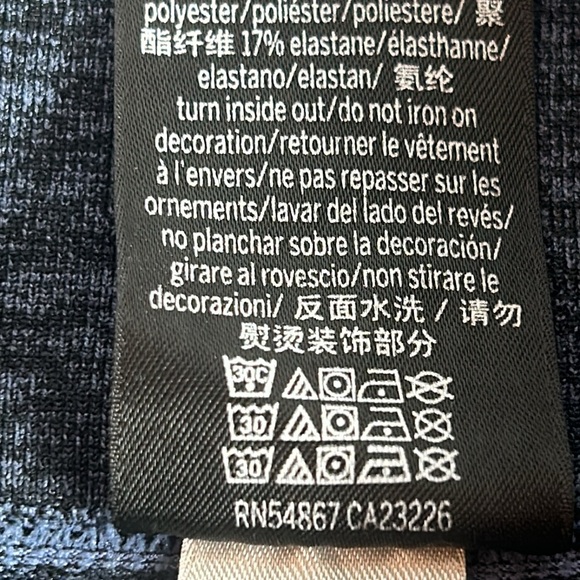 polyester/poliéster/poliestere/ 聚
酯纤维 17% elastane/élasthanne/
elastano/elastan/ 氨纶
turn inside out/do not iron on
decoration/retourner le vêtement
à l'envers/ne pas repasser sur les
ornements/lavar del lado del revés/
no planchar sobre la decoración/
girare al rovescio/non stirare le
decorazioni/ 反面水洗 / 请勿
熨烫装饰部分
30C
30
30
RN54867 CA23226